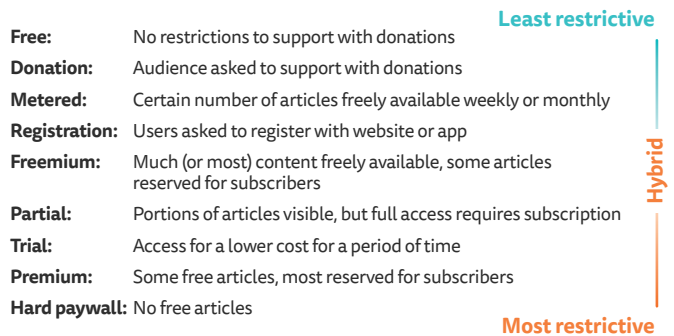 Least restrictive
Free: No restrictions to support with donations
Donation: Audience asked to support with donations
Metered: Certain number of articles freely available weekly or monthly
Registration: Users asked to register with website or app
Freemium: Much (or most) content freely available, some articles
reserved for subscribers
Partial: Portions of articles visible, but full access requires subscription
Trial: Access for a lower cost for a period of time
Premium: Some free articles, most reserved for subscribers
Hard paywall: No free articles
Hybrid
Most restrictive